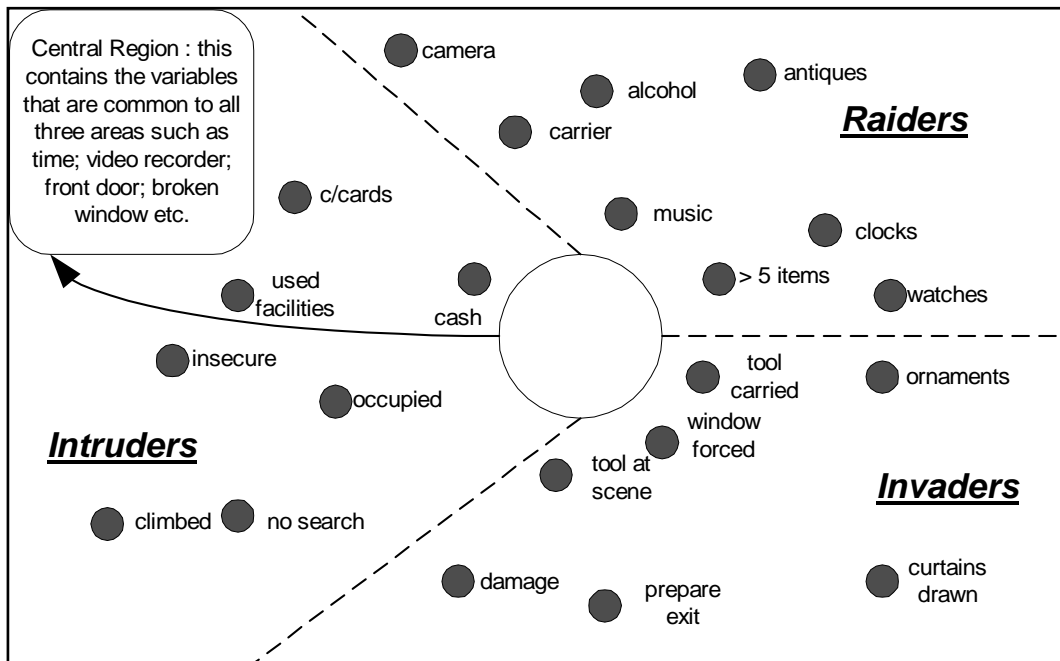 Central Region : this
contains the variables
that are common to all
three areas such as
time; video recorder;
front door; broken
window etc.
camera
alcohol
antiques
carrier
Raiders
c/cards
music
clocks
used
facilities
cash
> 5 items
watches
insecure
occupied
tool
carried
ornaments
window
forced
Intruders
tool at
scene
Invaders
climbed
no search
damage
prepare
exit
curtains
drawn